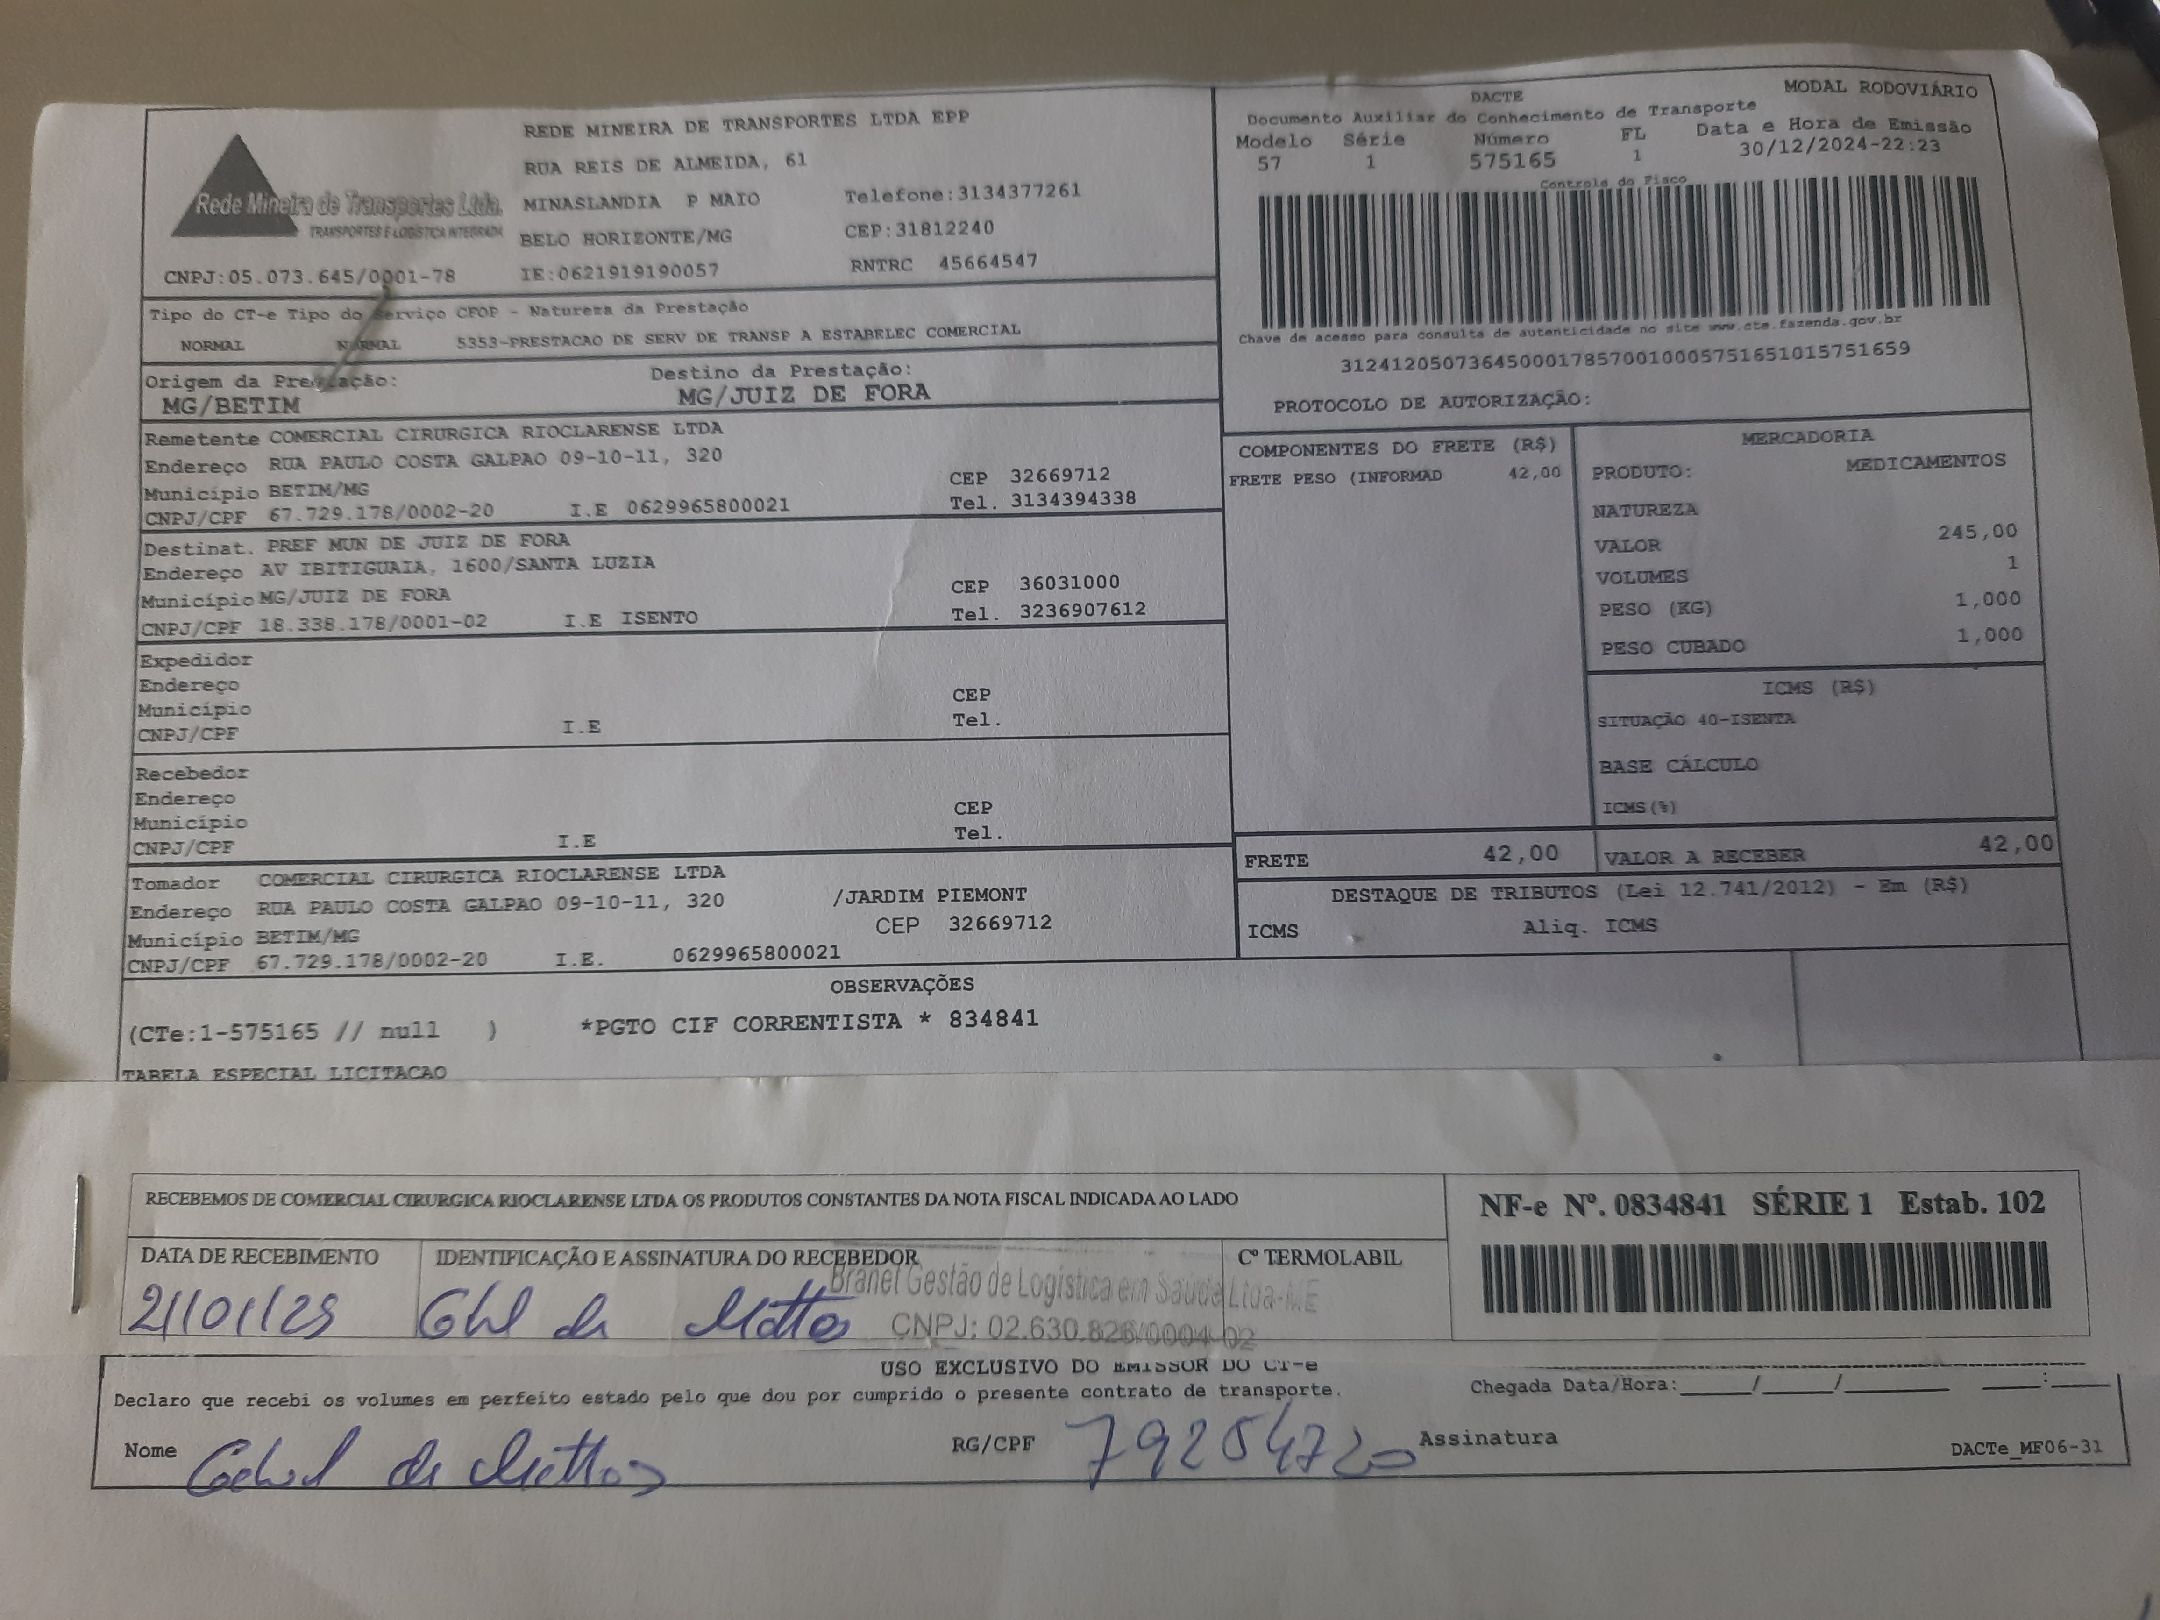 REDE MINEIRA DE TRANSPORTES LTDA EPP
RUA REIS DE ALMEIDA, 61
Rede Mineira de Transportes Ltda.
TRANSPORTES E LOGÍSTICA INTEGRADA
MINASLANDIA P MAIO Telefone:3134377261
BELO HORIZONTE/MG CEP:31812240
CNPJ:05.073.645/0001-78 IE:0621919190057 RNTRC 45664547
DACTE MODAL RODOVIÁRIO
Documento Auxiliar do Conhecimento de Transporte
Modelo Série Número FL Data e Hora de Emissão
57 1 575165 1 30/12/2024-22:23
Controle do Fisco
Chave de acesso para consulta de autenticidade no site www.cte.fazenda.gov.br
31241205073645000178570010005751651015751659
PROTOCOLO DE AUTORIZAÇÃO:
Tipo do CT-e Tipo do Serviço CFOP - Natureza da Prestação
NORMAL NORMAL 5353-PRESTACAO DE SERV DE TRANSP A ESTABELEC COMERCIAL
Origem da Prestação: Destino da Prestação:
MG/BETIM MG/JUIZ DE FORA
Remetente COMERCIAL CIRURGICA RIOCLARENSE LTDA
Endereço RUA PAULO COSTA GALPAO 09-10-11, 320
Município BETIM/MG CEP 32669712
CNPJ/CPF 67.729.178/0002-20 I.E 0629965800021 Tel. 3134394338
Destinat. PREF MUN DE JUIZ DE FORA
Endereço AV IBITIGUAIA, 1600/SANTA LUZIA
Município MG/JUIZ DE FORA CEP 36031000
CNPJ/CPF 18.338.178/0001-02 I.E ISENTO Tel. 3236907612
Expedidor
Endereço
Município CEP
CNPJ/CPF I.E Tel.
Recebedor
Endereço
Município CEP
CNPJ/CPF I.E Tel.
Tomador COMERCIAL CIRURGICA RIOCLARENSE LTDA
Endereço RUA PAULO COSTA GALPAO 09-10-11, 320 /JARDIM PIEMONT
Município BETIM/MG CEP 32669712
CNPJ/CPF 67.729.178/0002-20 I.E. 0629965800021
COMPONENTES DO FRETE (R$)
FRETE PESO (INFORMAD 42,00
MERCADORIA
PRODUTO: MEDICAMENTOS
NATUREZA
VALOR 245,00
VOLUMES 1
PESO (KG) 1,000
PESO CUBADO 1,000
ICMS (R$)
SITUAÇÃO 40-ISENTA
BASE CÁLCULO
ICMS(%)
FRETE 42,00 VALOR A RECEBER 42,00
DESTAQUE DE TRIBUTOS (Lei 12.741/2012) - Em (R$)
ICMS Aliq. ICMS
OBSERVAÇÕES
(CTe:1-575165 // null ) *PGTO CIF CORRENTISTA * 834841
TABELA ESPECIAL LICITACAO
RECEBEMOS DE COMERCIAL CIRURGICA RIOCLARENSE LTDA OS PRODUTOS CONSTANTES DA NOTA FISCAL INDICADA AO LADO
NF-e Nº. 0834841 SÉRIE 1 Estab. 102
DATA DE RECEBIMENTO IDENTIFICAÇÃO E ASSINATURA DO RECEBEDOR Cº TERMOLABIL
Branel Gestão de Logística em Saúde Ltda-ME
21/01/25 de Mattos CNPJ: 02.630.826/0004-02
USO EXCLUSIVO DO EMISSOR DO CT-e
Declaro que recebi os volumes em perfeito estado pelo que dou por cumprido o presente contrato de transporte. Chegada Data/Hora:____/____/____ __:__
Nome de Mattos RG/CPF 79254720 Assinatura
DACTe_MF06-31